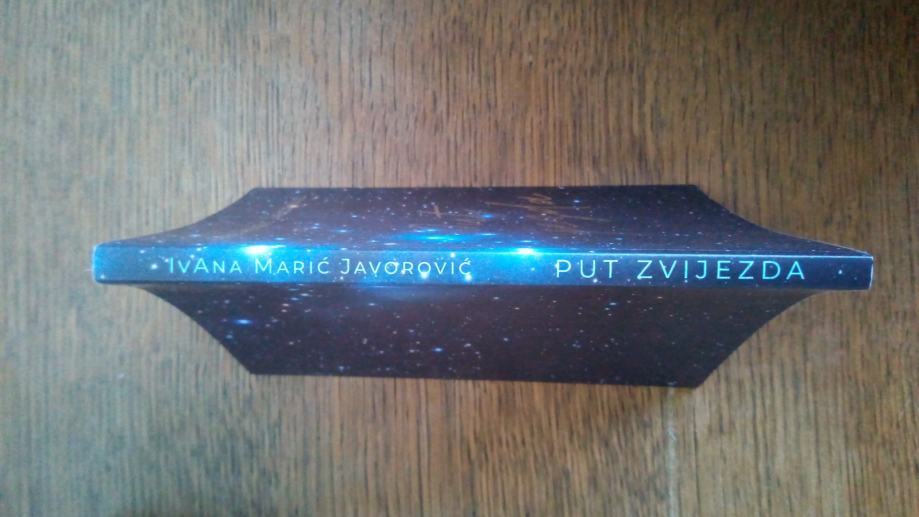 IVANA MARIĆ JAVOROVIĆ
PUT ZVIJEZDA